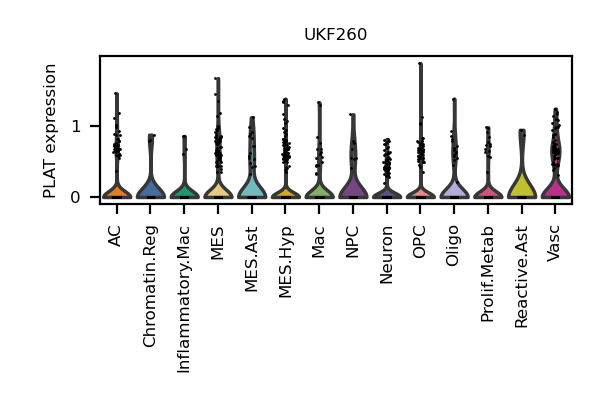 UKF260
PLAT expression
1
0
AC
Chromatin.Reg
Inflammatory.Mac
MES
MES.Ast
MES.Hyp
Mac
NPC
Neuron
OPC
Oligo
Prolif.Metab
Reactive.Ast
Vasc